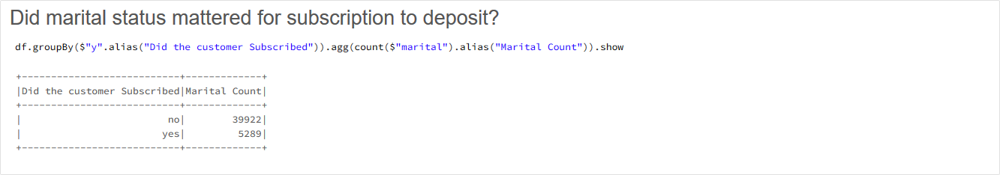 Did marital status mattered for subscription to deposit?
df.groupBy($"y".alias("Did the customer Subscribed")).agg(count($"marital").alias("Marital Count")).show
+---------------------------+-------------+
|Did the customer Subscribed|Marital Count|
+---------------------------+-------------+
|                         no|        39922|
|                        yes|         5289|
+---------------------------+-------------+